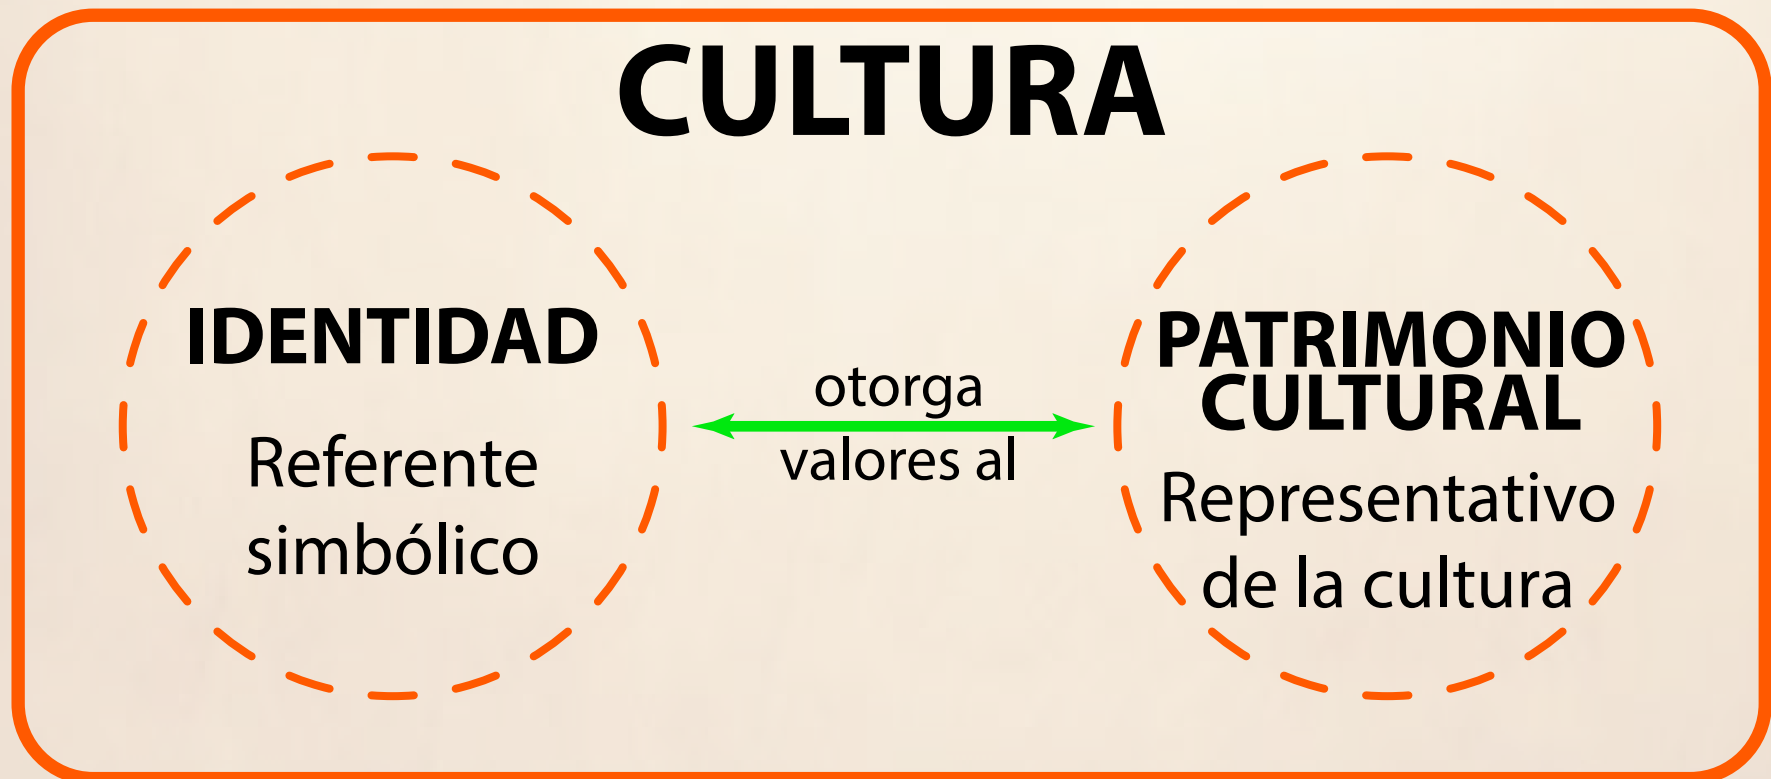 CULTURA
IDENTIDAD
Referente
simbólico
otorga
valores al
PATRIMONIO
CULTURAL
Representativo
de la cultura